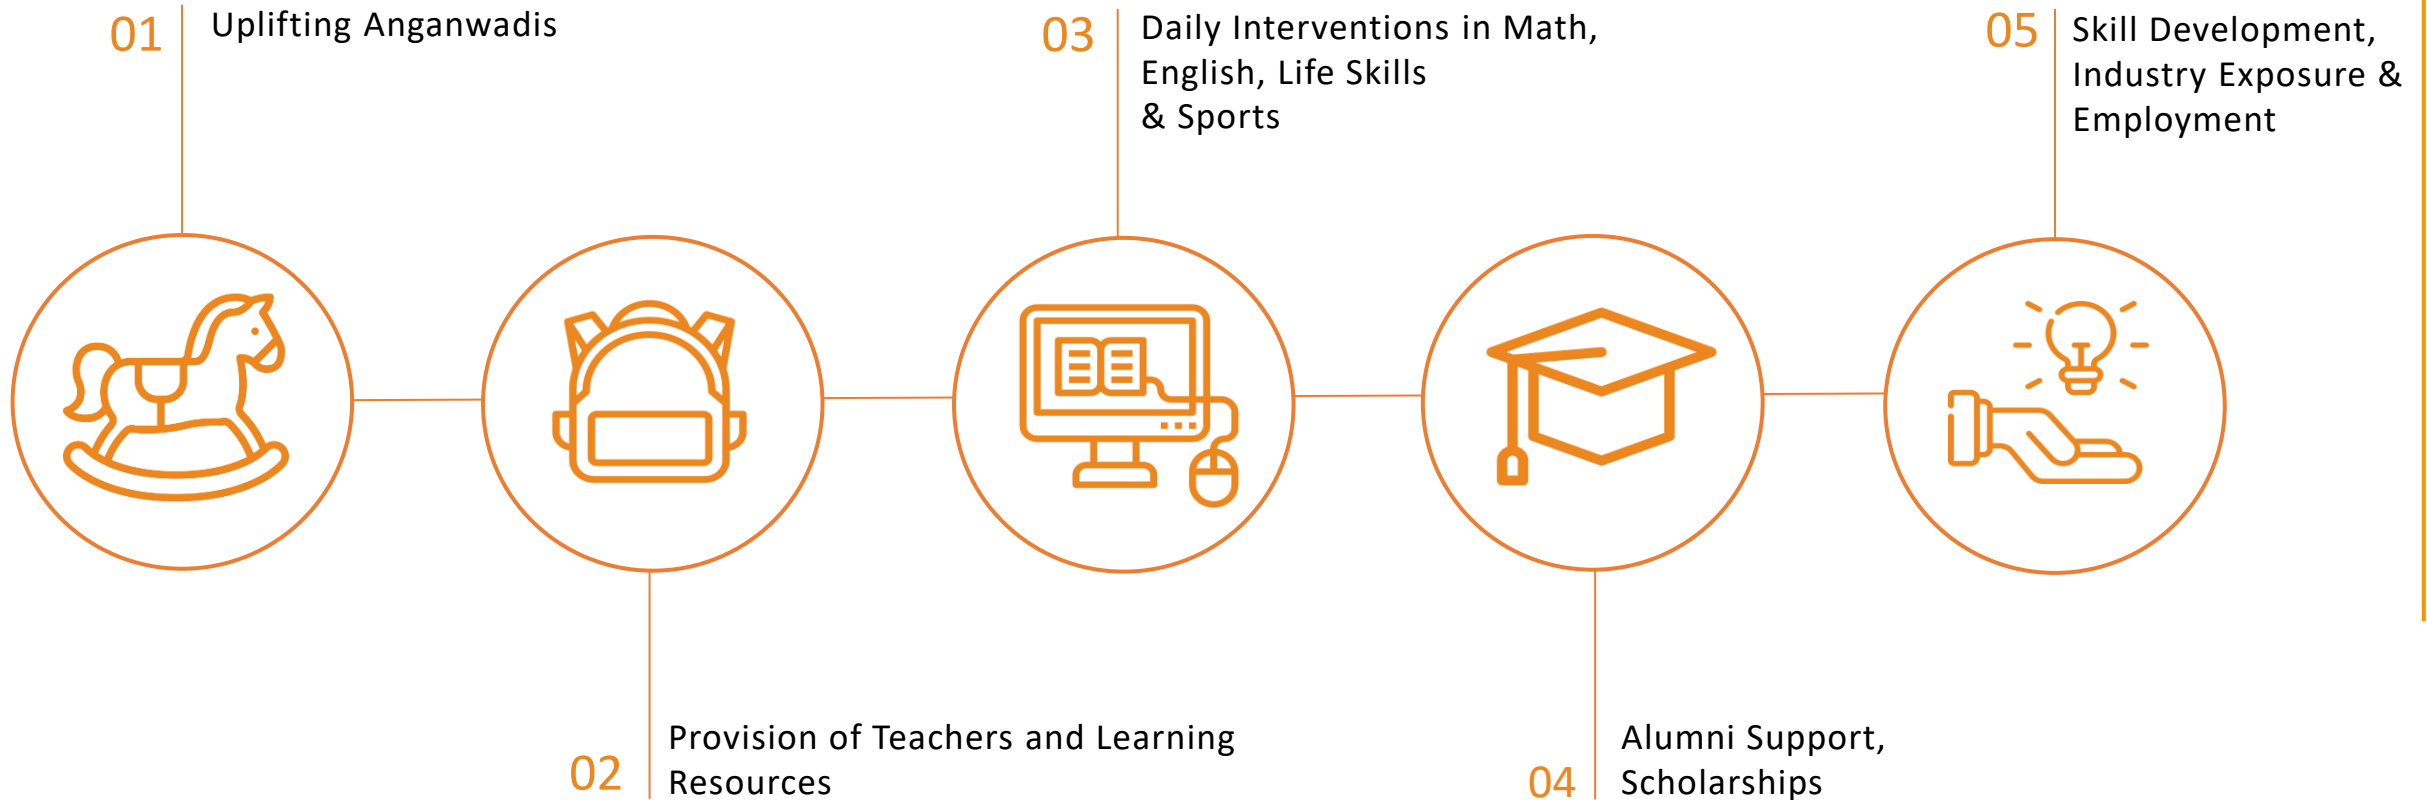 01
Uplifting Anganwadis
02
Provision of Teachers and Learning
Resources
03
Daily Interventions in Math,
English, Life Skills
& Sports
04
Alumni Support,
Scholarships
05
Skill Development,
Industry Exposure &
Employment